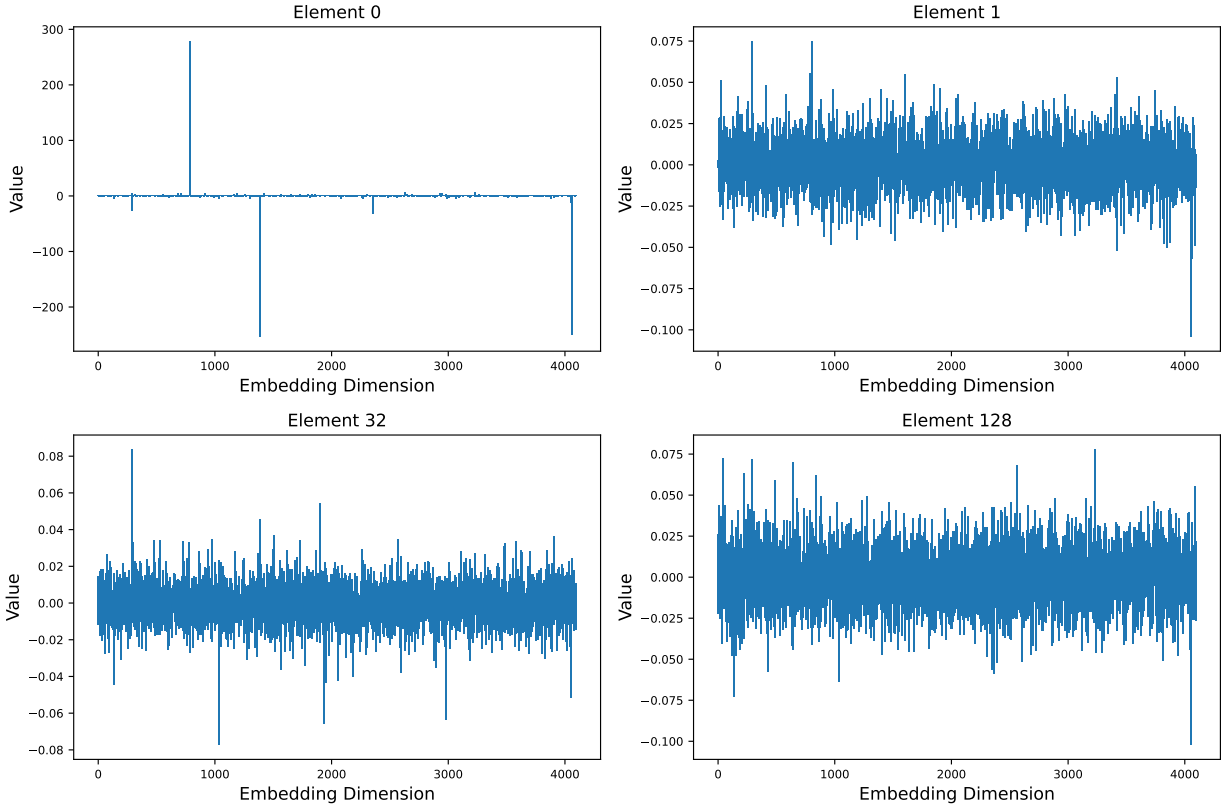 Element 0
300
200
100
0
−100
−200
Value
0 1000 2000 3000 4000
Embedding Dimension
Element 1
0.075
0.050
0.025
0.000
−0.025
−0.050
−0.075
−0.100
Value
0 1000 2000 3000 4000
Embedding Dimension
Element 32
0.08
0.06
0.04
0.02
0.00
−0.02
−0.04
−0.06
−0.08
Value
0 1000 2000 3000 4000
Embedding Dimension
Element 128
0.075
0.050
0.025
0.000
−0.025
−0.050
−0.075
−0.100
Value
0 1000 2000 3000 4000
Embedding Dimension